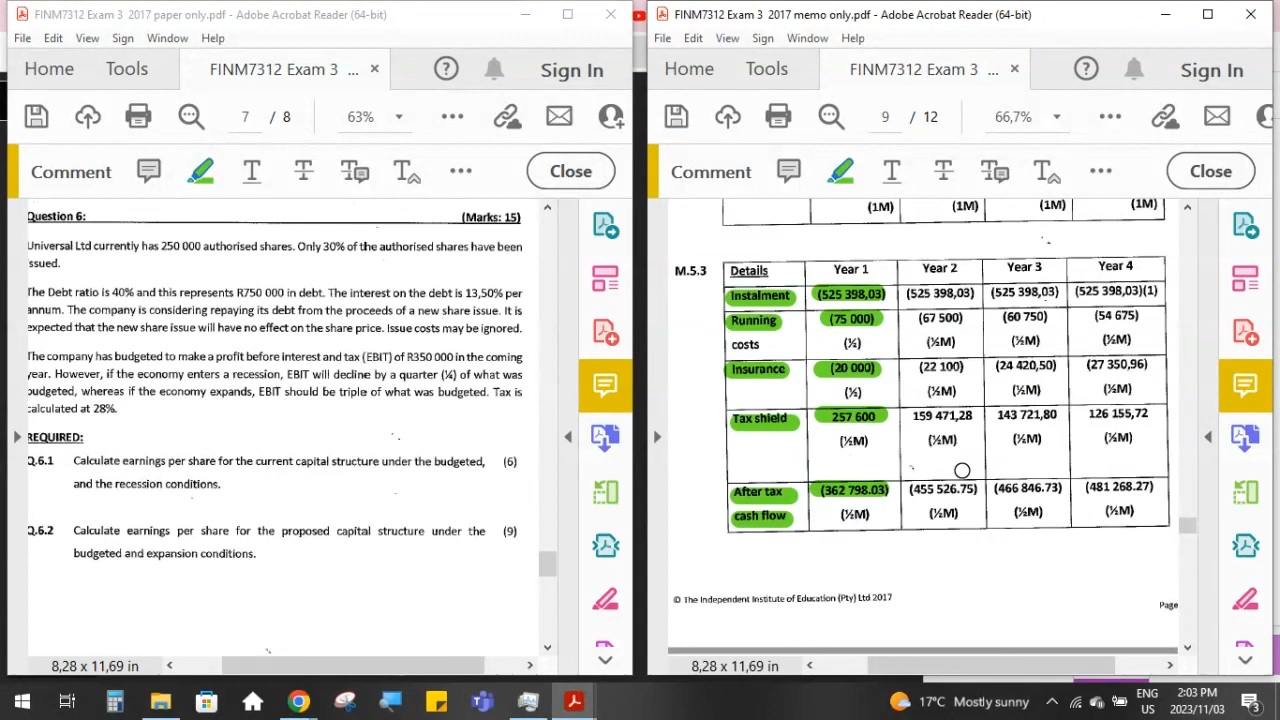 FINM7312 Exam 3 2017 paper only.pdf - Adobe Acrobat Reader (64-bit)
File Edit View Sign Window Help
Home Tools FINM7312 Exam 3 ... Sign In
7 / 8 63%
Comment Close
Question 6: (Marks: 15)
Universal Ltd currently has 250 000 authorised shares. Only 30% of the authorised shares have been
issued.
The Debt ratio is 40% and this represents R750 000 in debt. The interest on the debt is 13,50% per
annum. The company is considering repaying its debt from the proceeds of a new share issue. It is
expected that the new share issue will have no effect on the share price. Issue costs may be ignored.
The company has budgeted to make a profit before interest and tax (EBIT) of R350 000 in the coming
year. However, if the economy enters a recession, EBIT will decline by a quarter (¼) of what was
budgeted, whereas if the economy expands, EBIT should be triple of what was budgeted. Tax is
calculated at 28%.
REQUIRED:
Q.6.1 Calculate earnings per share for the current capital structure under the budgeted, (6)
and the recession conditions.
Q.6.2 Calculate earnings per share for the proposed capital structure under the (9)
budgeted and expansion conditions.
8,28 x 11,69 in
FINM7312 Exam 3 2017 memo only.pdf - Adobe Acrobat Reader (64-bit)
File Edit View Sign Window Help
Home Tools FINM7312 Exam 3 ... Sign In
9 / 12 66,7%
Comment Close
(1M) (1M) (1M) (1M)
M.5.3 Details Year 1 Year 2 Year 3 Year 4
Instalment (525 398,03) (525 398,03) (525 398,03) (525 398,03)(1)
Running (75 000) (67 500) (60 750) (54 675)
costs (½) (½M) (½M) (½M)
Insurance (20 000) (22 100) (24 420,50) (27 350,96)
(½) (½M) (½M) (½M)
Tax shield 257 600 159 471,28 143 721,80 126 155,72
(½M) (½M) (½M) (½M)
After tax (362 798.03) (455 526.75) (466 846.73) (481 268.27)
cash flow (½M) (½M) (½M) (½M)
© The Independent Institute of Education (Pty) Ltd 2017
Page
8,28 x 11,69 in
17°C Mostly sunny
ENG
US
2:03 PM
2023/11/03
3